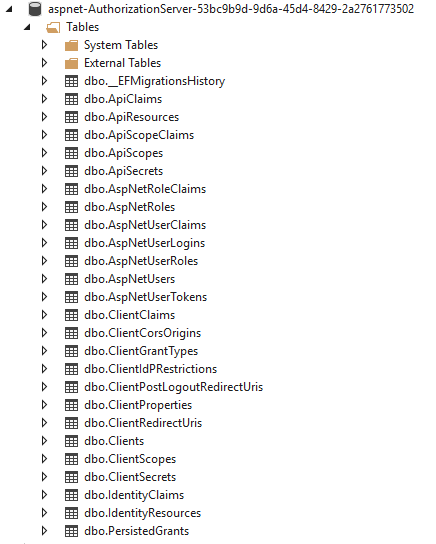 aspnet-AuthorizationServer-53bc9b9d-9d6a-45d4-8429-2a2761773502
Tables
System Tables
External Tables
dbo.__EFMigrationsHistory
dbo.ApiClaims
dbo.ApiResources
dbo.ApiScopeClaims
dbo.ApiScopes
dbo.ApiSecrets
dbo.AspNetRoleClaims
dbo.AspNetRoles
dbo.AspNetUserClaims
dbo.AspNetUserLogins
dbo.AspNetUserRoles
dbo.AspNetUsers
dbo.AspNetUserTokens
dbo.ClientClaims
dbo.ClientCorsOrigins
dbo.ClientGrantTypes
dbo.ClientIdPRestrictions
dbo.ClientPostLogoutRedirectUris
dbo.ClientProperties
dbo.ClientRedirectUris
dbo.Clients
dbo.ClientScopes
dbo.ClientSecrets
dbo.IdentityClaims
dbo.IdentityResources
dbo.PersistedGrants